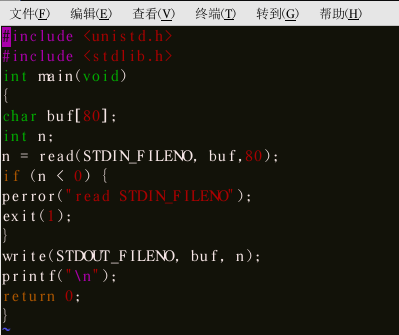 文件(F) 编辑(E) 查看(V) 终端(T) 转到(G) 帮助(H)
#include <unistd.h>
#include <stdlib.h>
int main(void)
{
char buf[80];
int n;
n = read(STDIN_FILENO, buf,80);
if (n < 0) {
perror("read STDIN_FILENO");
exit(1);
}
write(STDOUT_FILENO, buf, n);
printf("\n");
return 0;
}
~